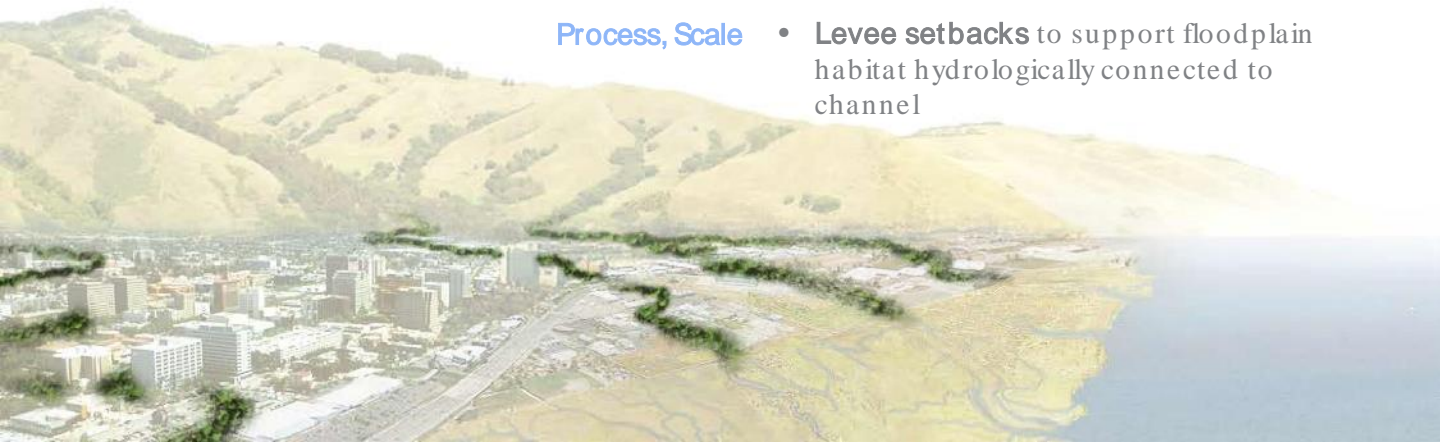 Process, Scale • Levee setbacks to support floodplain
habitat hydrologically connected to
channel